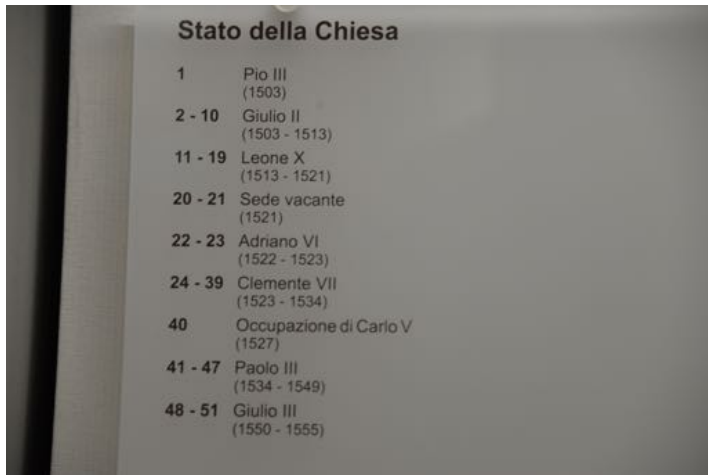 Stato della Chiesa
1 Pio III
(1503)
2 - 10 Giulio II
(1503 - 1513)
11 - 19 Leone X
(1513 - 1521)
20 - 21 Sede vacante
(1521)
22 - 23 Adriano VI
(1522 - 1523)
24 - 39 Clemente VII
(1523 - 1534)
40 Occupazione di Carlo V
(1527)
41 - 47 Paolo III
(1534 - 1549)
48 - 51 Giulio III
(1550 - 1555)